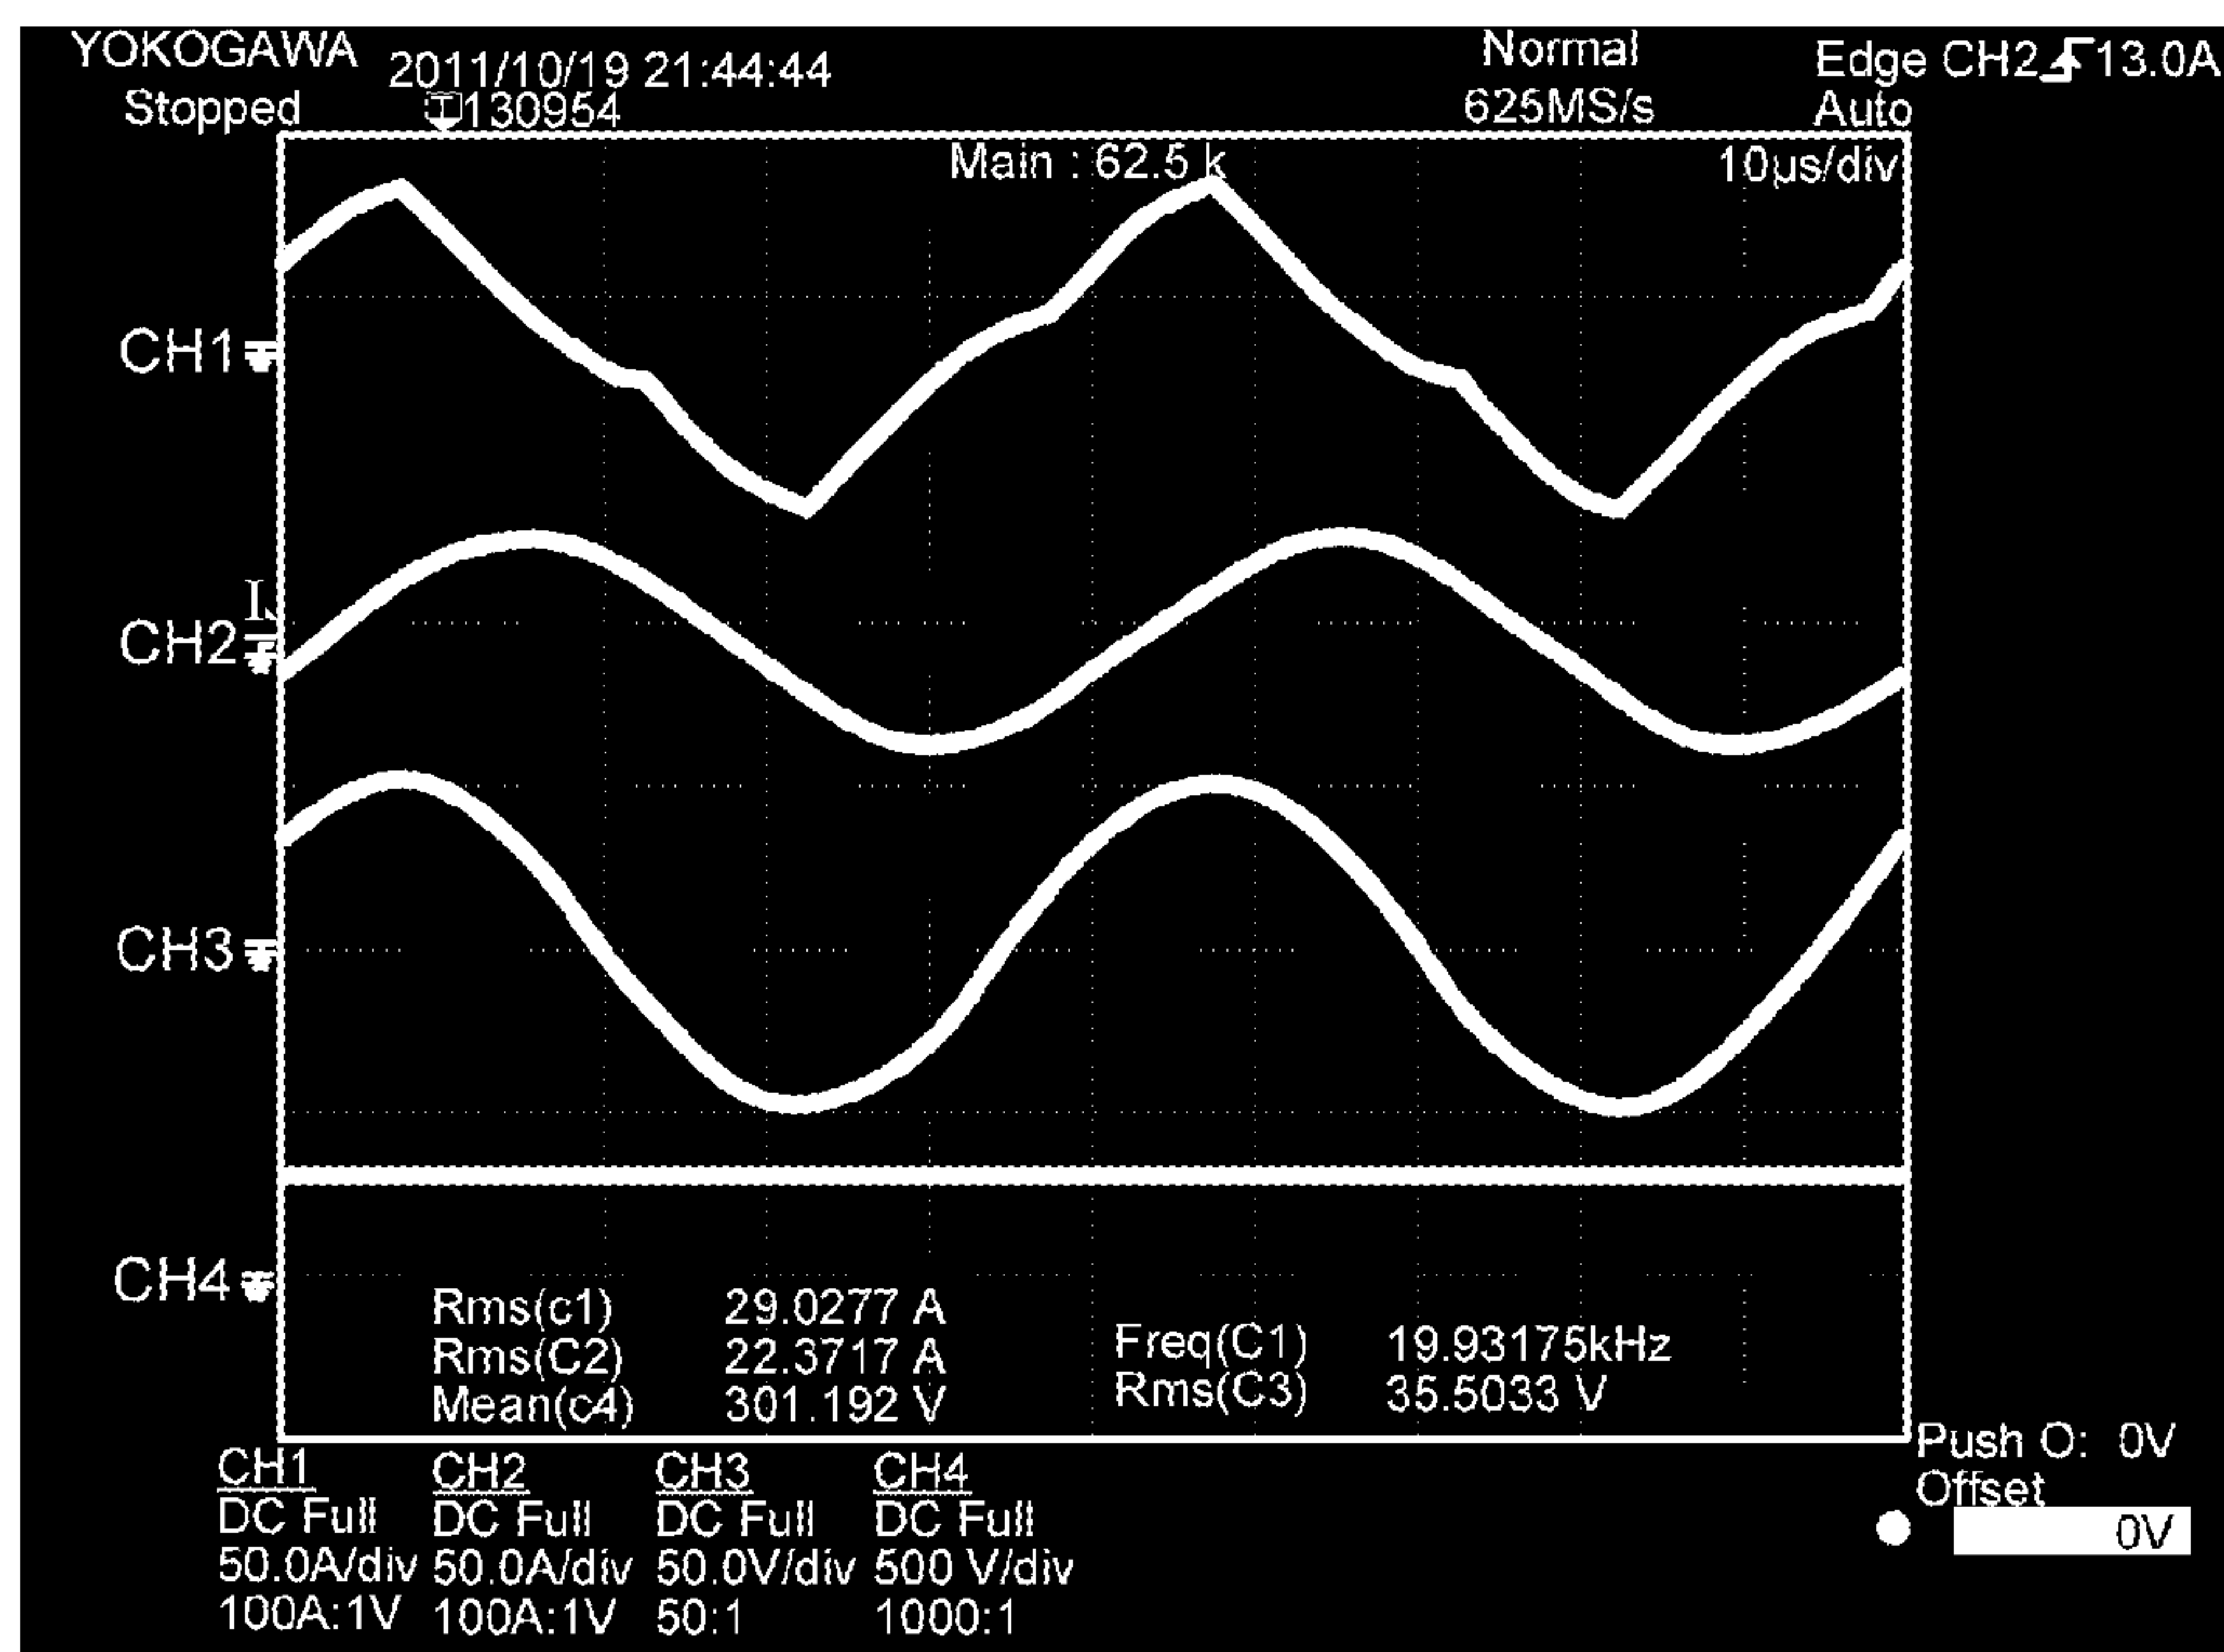 YOKOGAWA 2011/10/19 21:44:44 Normal Edge CH2 13.0A
Stopped 130954 625MS/s Auto
Main : 62.5 k 10µs/div
CH1
CH2
CH3
CH4
Rms(c1) 29.0277 A
Rms(C2) 22.3717 A
Mean(c4) 301.192 V
Freq(C1) 19.93175kHz
Rms(C3) 35.5033 V
CH1 CH2 CH3 CH4
DC Full DC Full DC Full DC Full
50.0A/div 50.0A/div 50.0V/div 500 V/div
100A:1V 100A:1V 50:1 1000:1
Push O: 0V
Offset
0V